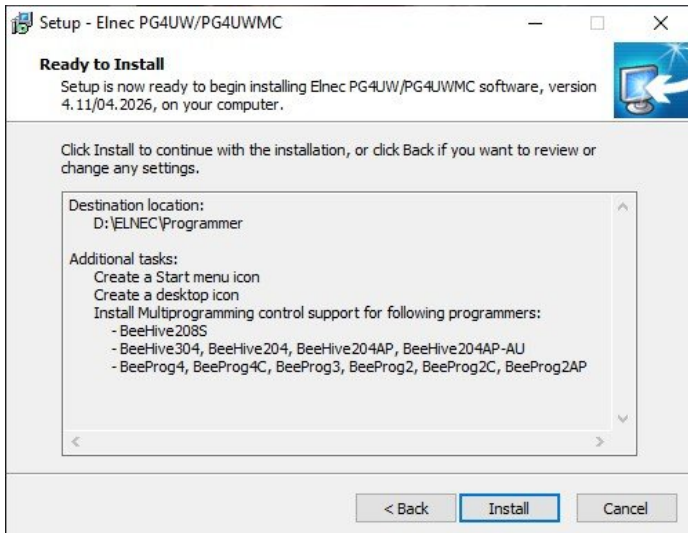 Setup - Elnec PG4UW/PG4UWMC
Ready to Install
Setup is now ready to begin installing Elnec PG4UW/PG4UWMC software, version
4.11/04.2026, on your computer.
Click Install to continue with the installation, or click Back if you want to review or
change any settings.
Destination location:
D:\ELNEC\Programmer
Additional tasks:
Create a Start menu icon
Create a desktop icon
Install Multiprogramming control support for following programmers:
- BeeHive208S
- BeeHive304, BeeHive204, BeeHive204AP, BeeHive204AP-AU
- BeeProg4, BeeProg4C, BeeProg3, BeeProg2, BeeProg2C, BeeProg2AP
< Back
Install
Cancel